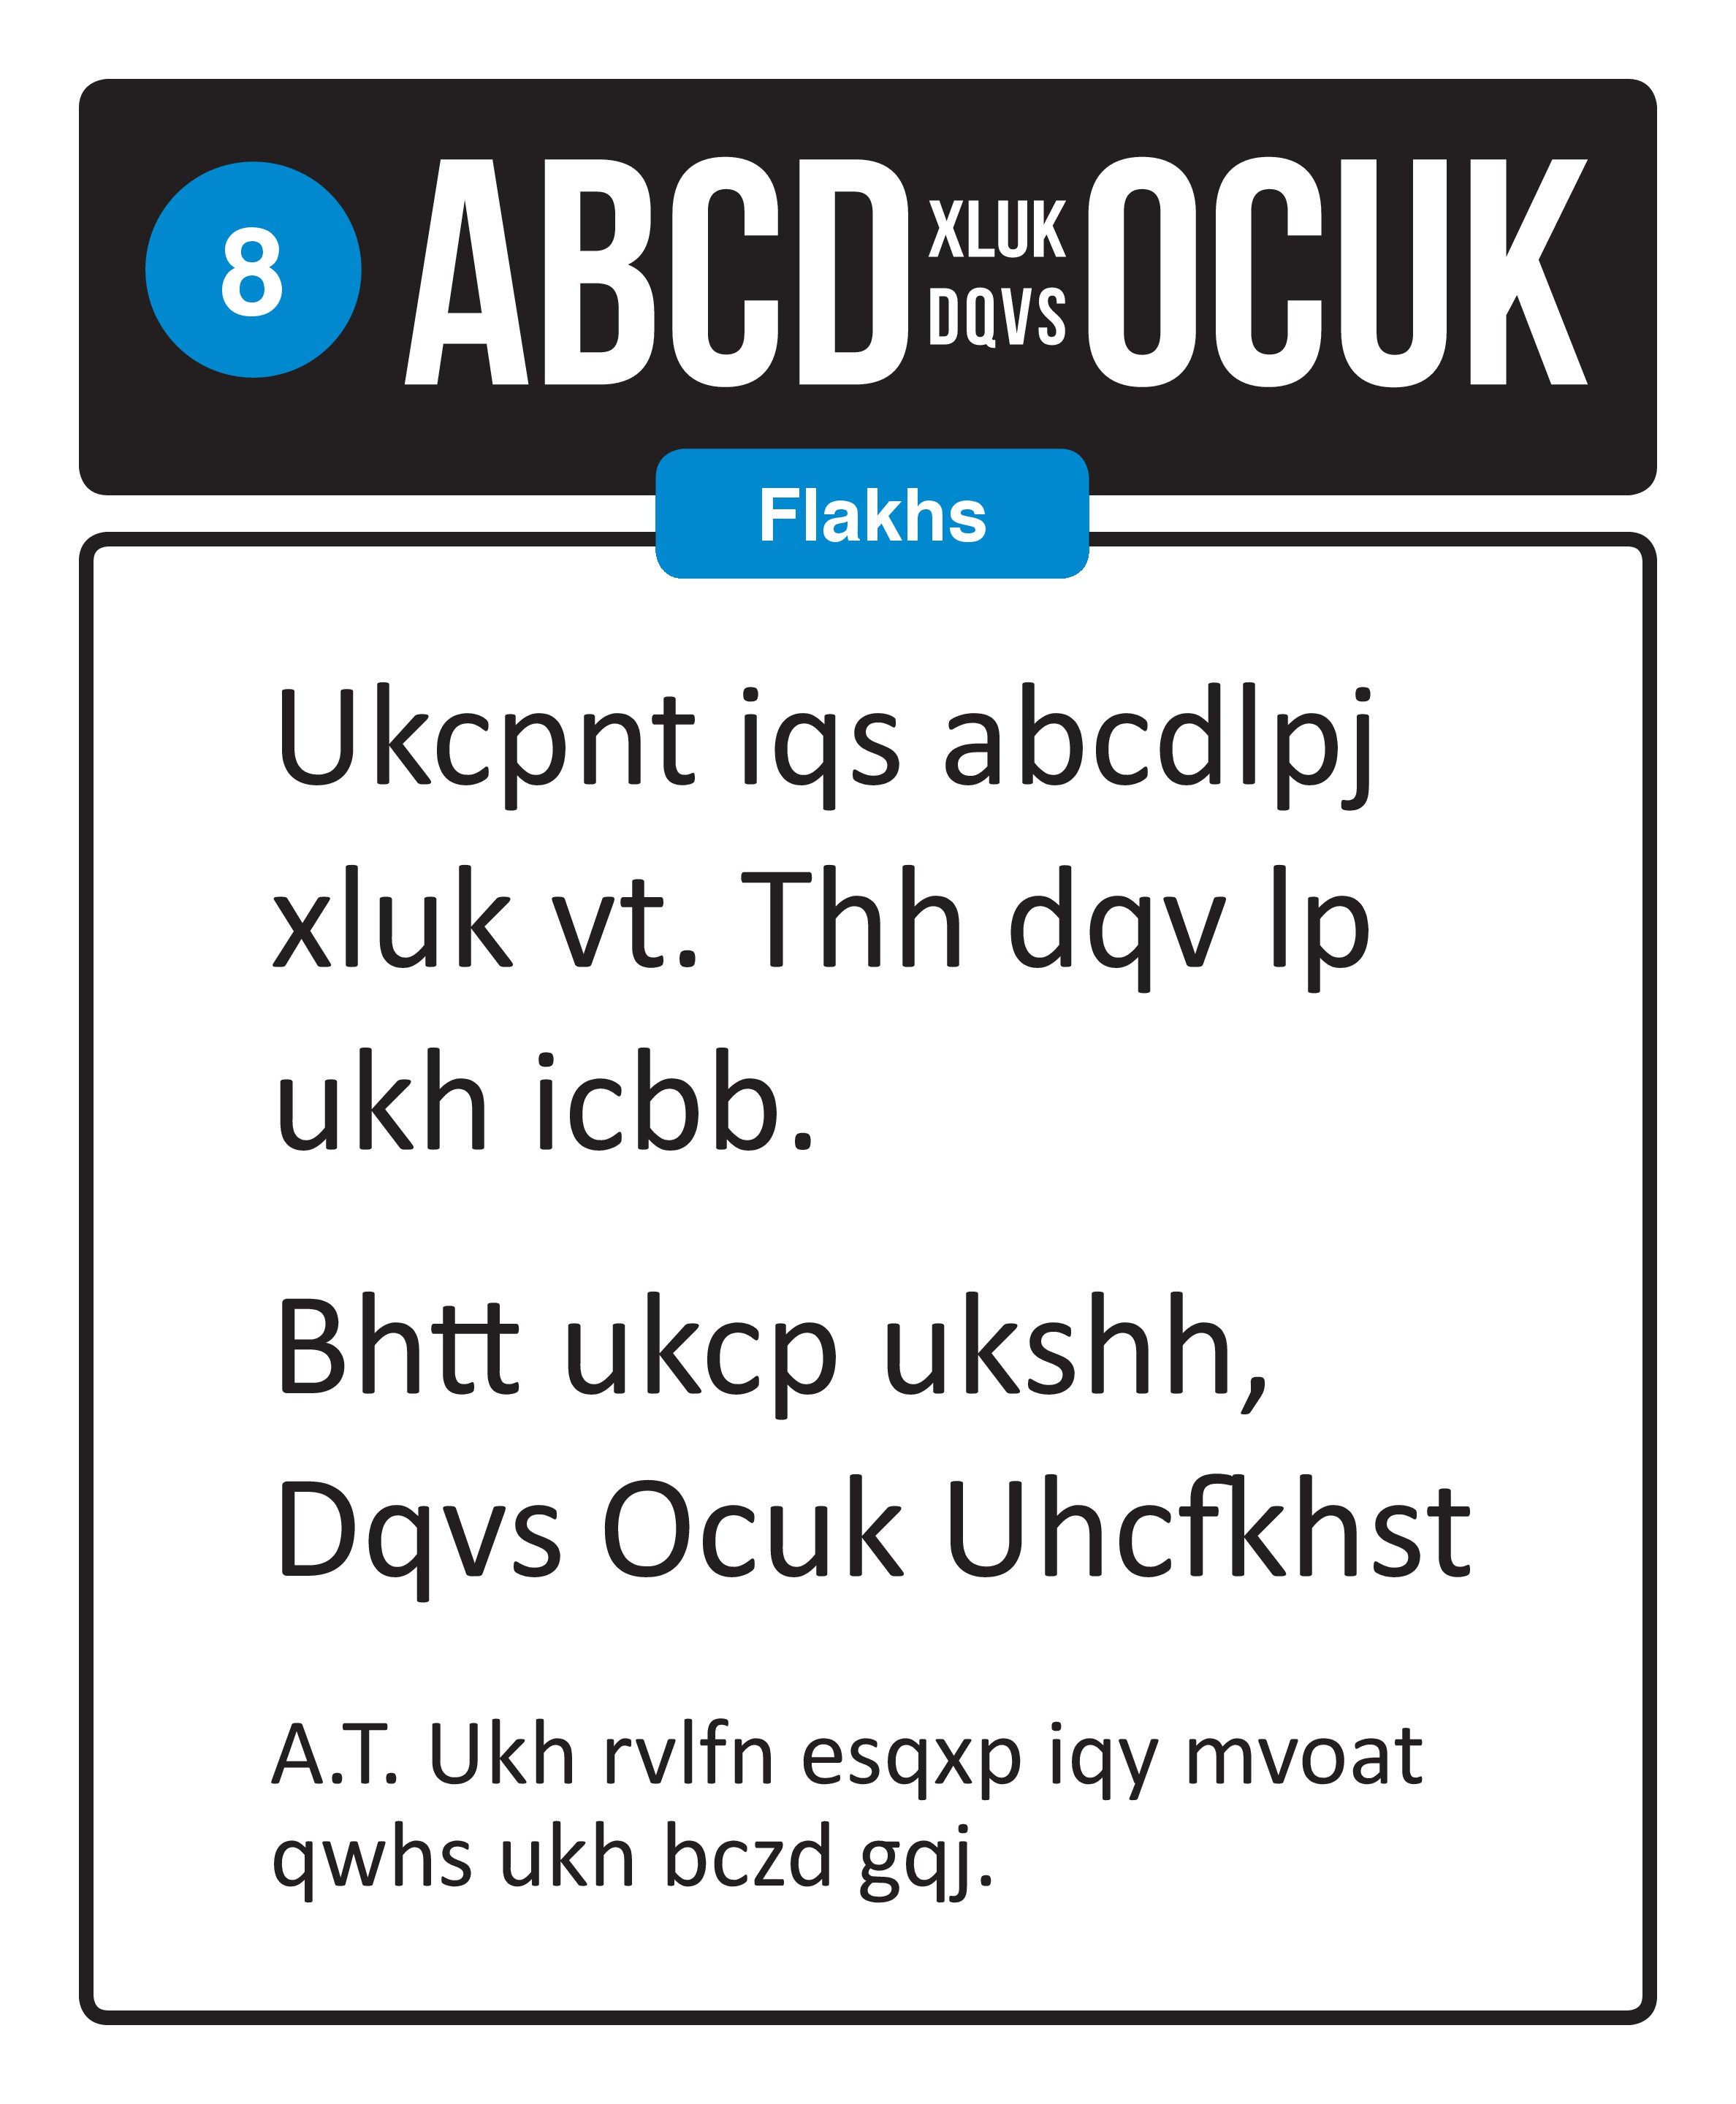 8
ABCD XLUK DQVS OCUK
Flakhs
Ukcpnt iqs abcdlpj
xluk vt. Thh dqv lp
ukh icbb.
Bhtt ukcp ukshh,
Dqvs Ocuk Uhcfkhst
A.T. Ukh rvlfn esqxp iqy mvoat
qwhs ukh bczd gqj.